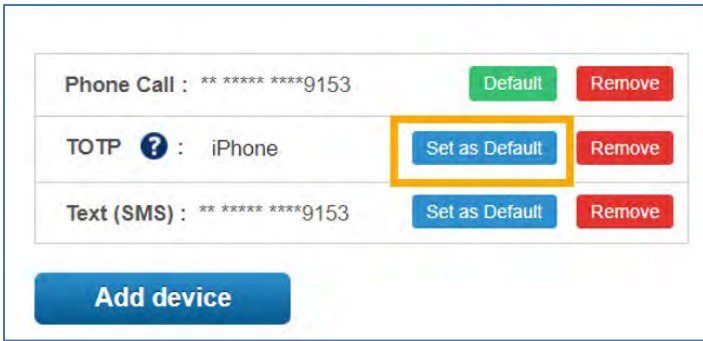 Phone Call : ** ***** ****9153 Default Remove
TOTP ? : iPhone Set as Default Remove
Text (SMS) : ** ***** ****9153 Set as Default Remove
Add device